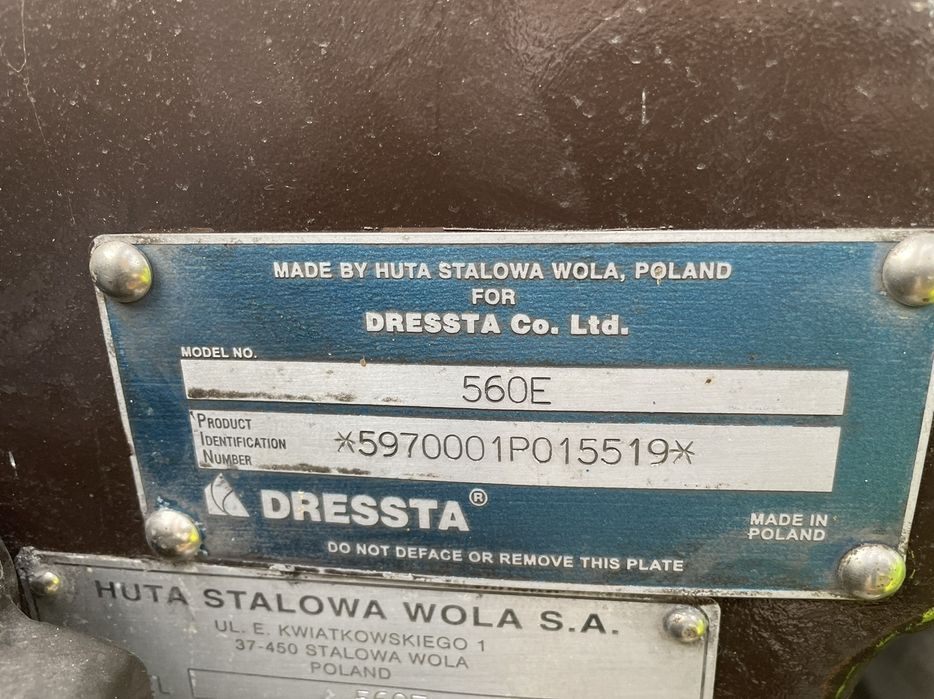 MADE BY HUTA STALOWA WOLA, POLAND
FOR
DRESSTA Co. Ltd.
MODEL NO.
560E
PRODUCT
IDENTIFICATION
NUMBER
*5970001P015519*
DRESSTA®
MADE IN
POLAND
DO NOT DEFACE OR REMOVE THIS PLATE
HUTA STALOWA WOLA S.A.
UL. E. KWIATKOWSKIEGO 1
37-450 STALOWA WOLA
POLAND